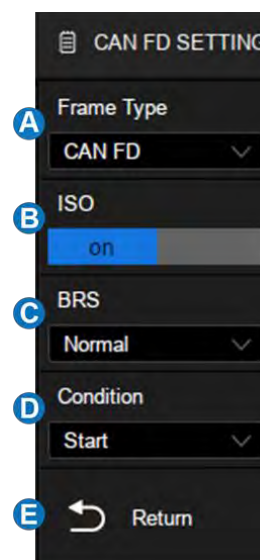 CAN FD SETTING
A
Frame Type
CAN FD
B
ISO
on
C
BRS
Normal
D
Condition
Start
E
Return